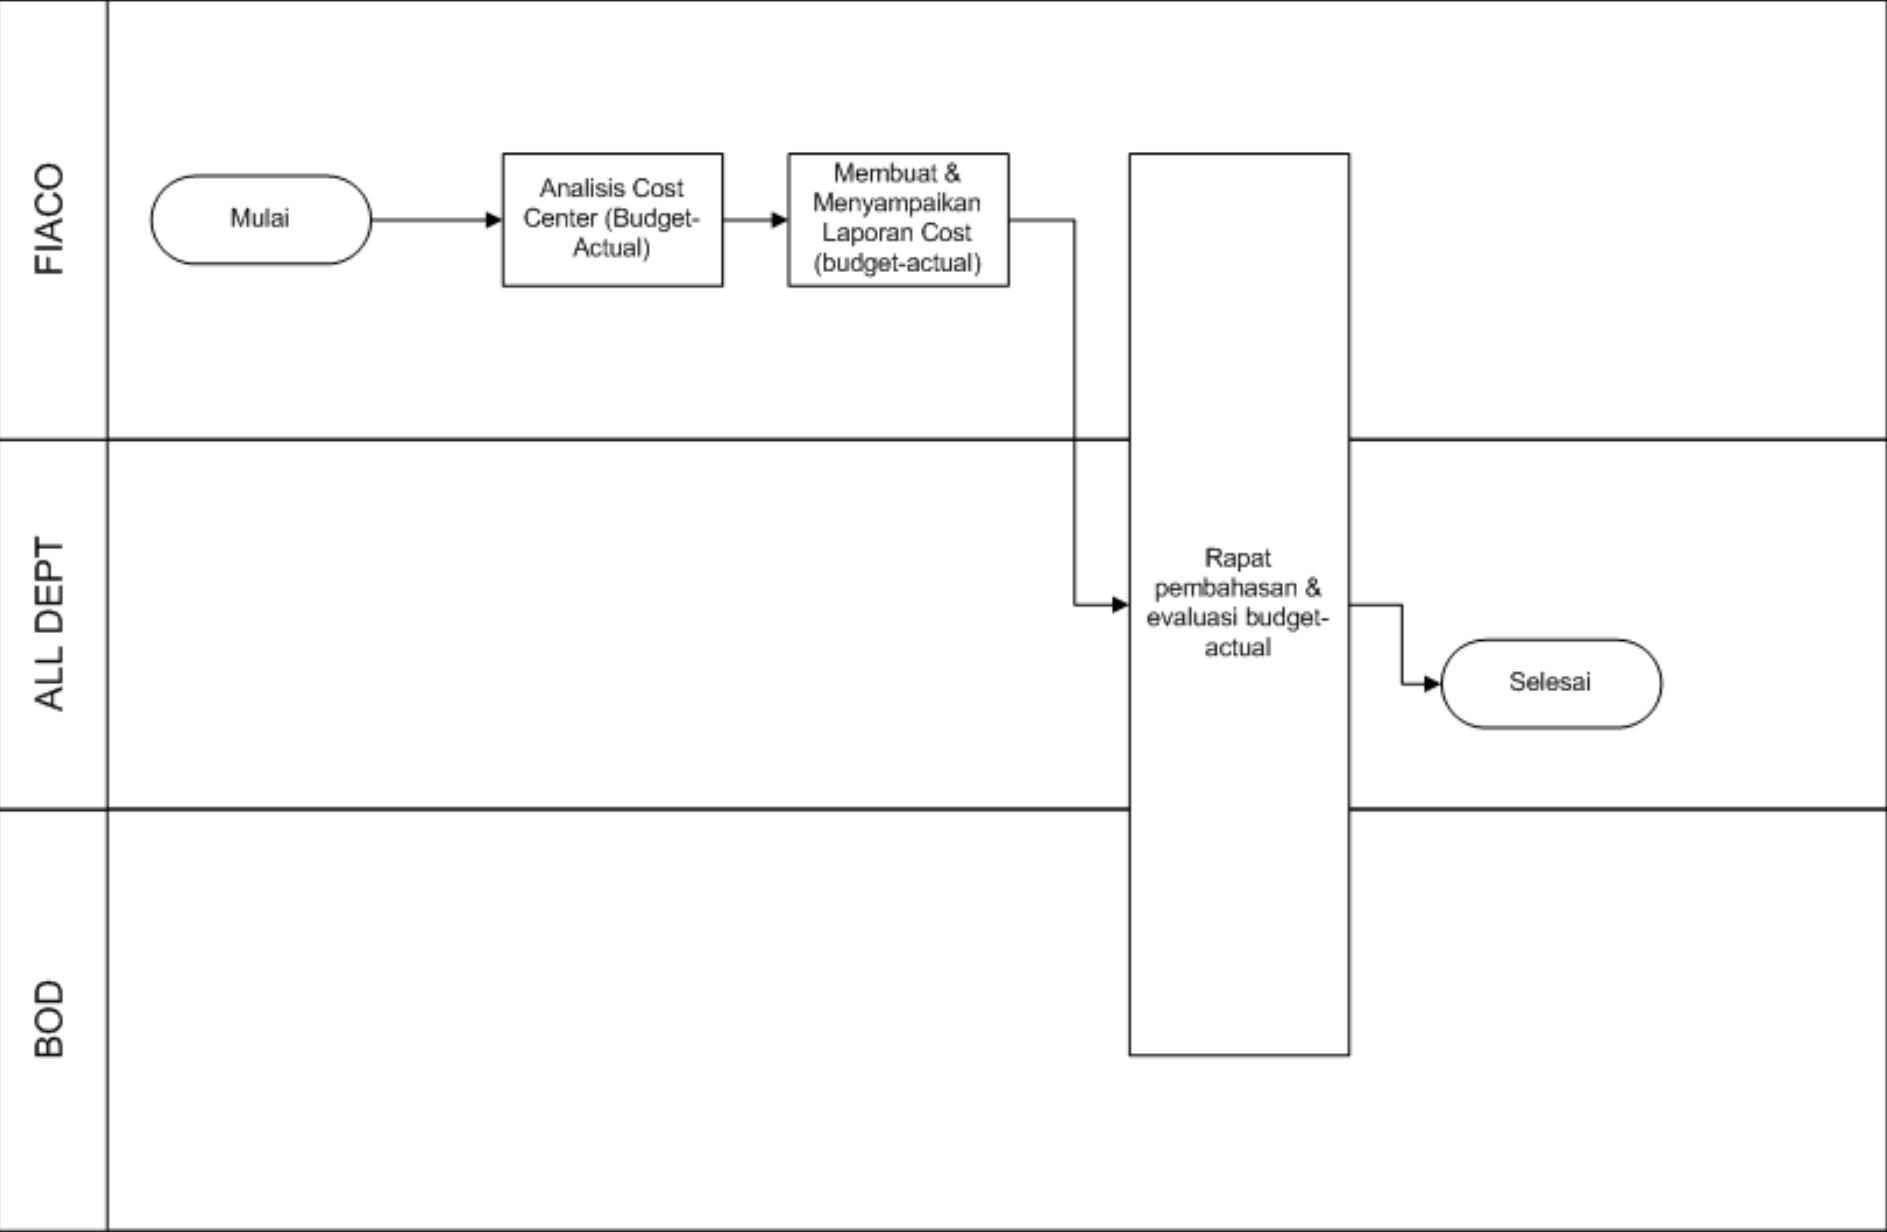 FIACO
Mulai
Analisis Cost
Center (Budget-
Actual)
Membuat &
Menyampaikan
Laporan Cost
(budget-actual)
ALL DEPT
Rapat
pembahasan &
evaluasi budget-
actual
Selesai
BOD